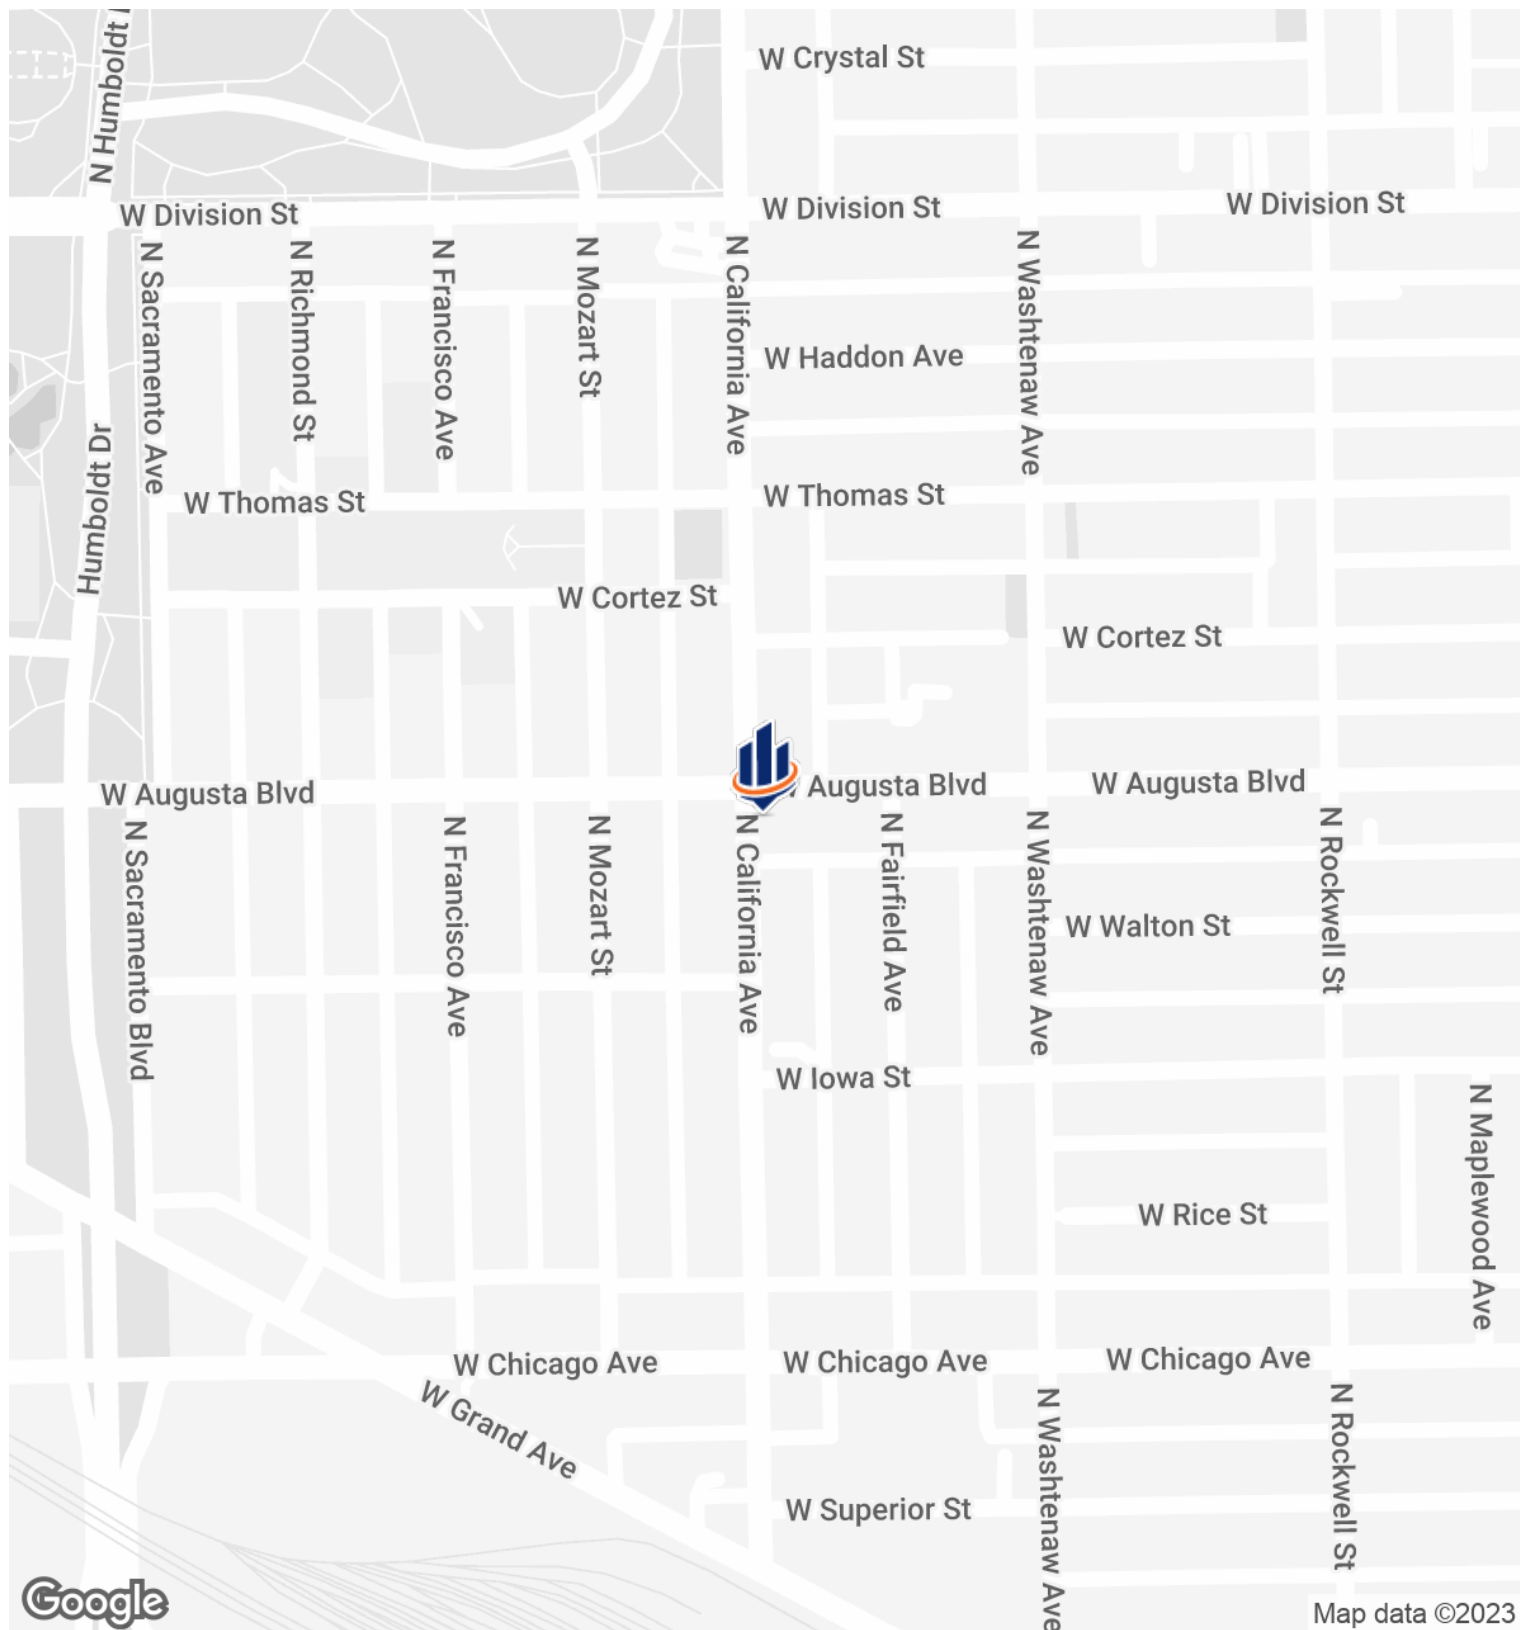 N Humboldt
W Crystal St
W Division St
W Division St
W Division St
N Sacramento Ave
N Richmond St
N Francisco Ave
N Mozart St
N California Ave
N Washtenaw Ave
W Haddon Ave
Humboldt Dr
W Thomas St
W Thomas St
W Cortez St
W Cortez St
W Augusta Blvd
Augusta Blvd
W Augusta Blvd
N Sacramento Blvd
N Francisco Ave
N Mozart St
N California Ave
N Fairfield Ave
N Washtenaw Ave
N Rockwell St
W Walton St
W Iowa St
N Maplewood Ave
W Rice St
W Chicago Ave
W Chicago Ave
W Chicago Ave
W Grand Ave
N Washtenaw Ave
N Rockwell St
W Superior St
Google
Map data ©2023